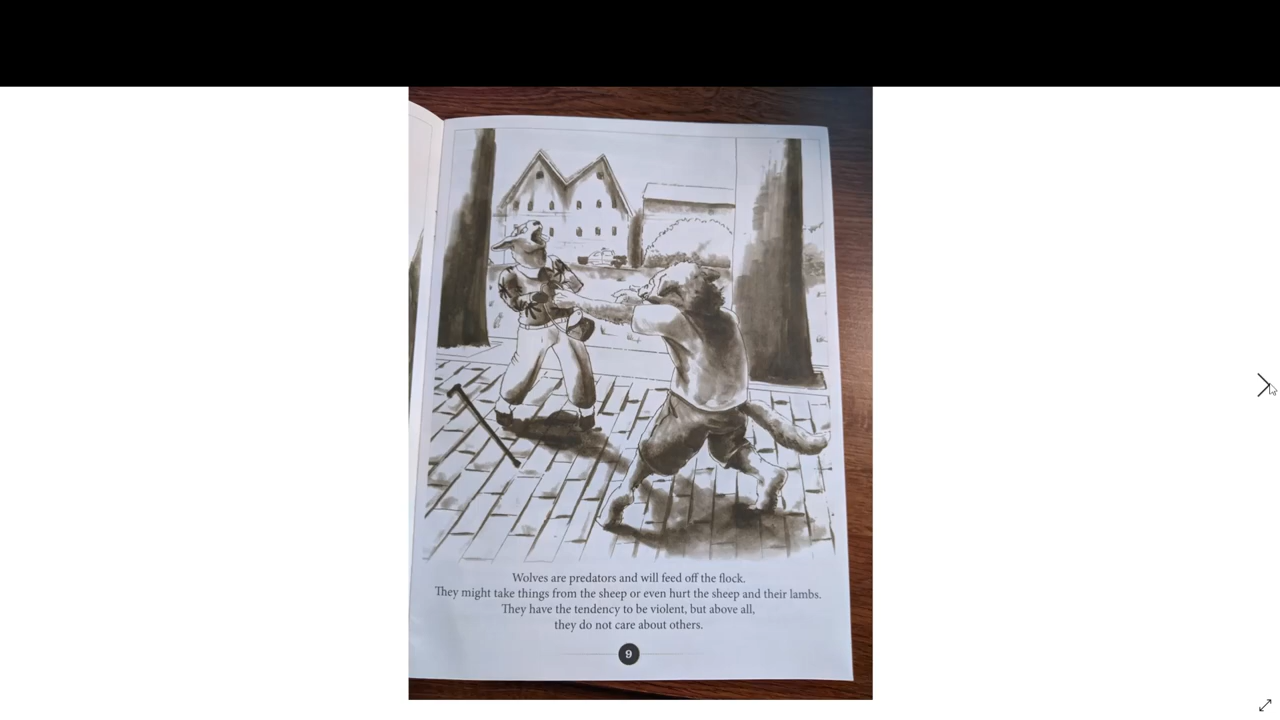 Wolves are predators and will feed off the flock.
They might take things from the sheep or even hurt the sheep and their lambs.
They have the tendency to be violent, but above all,
they do not care about others.
9